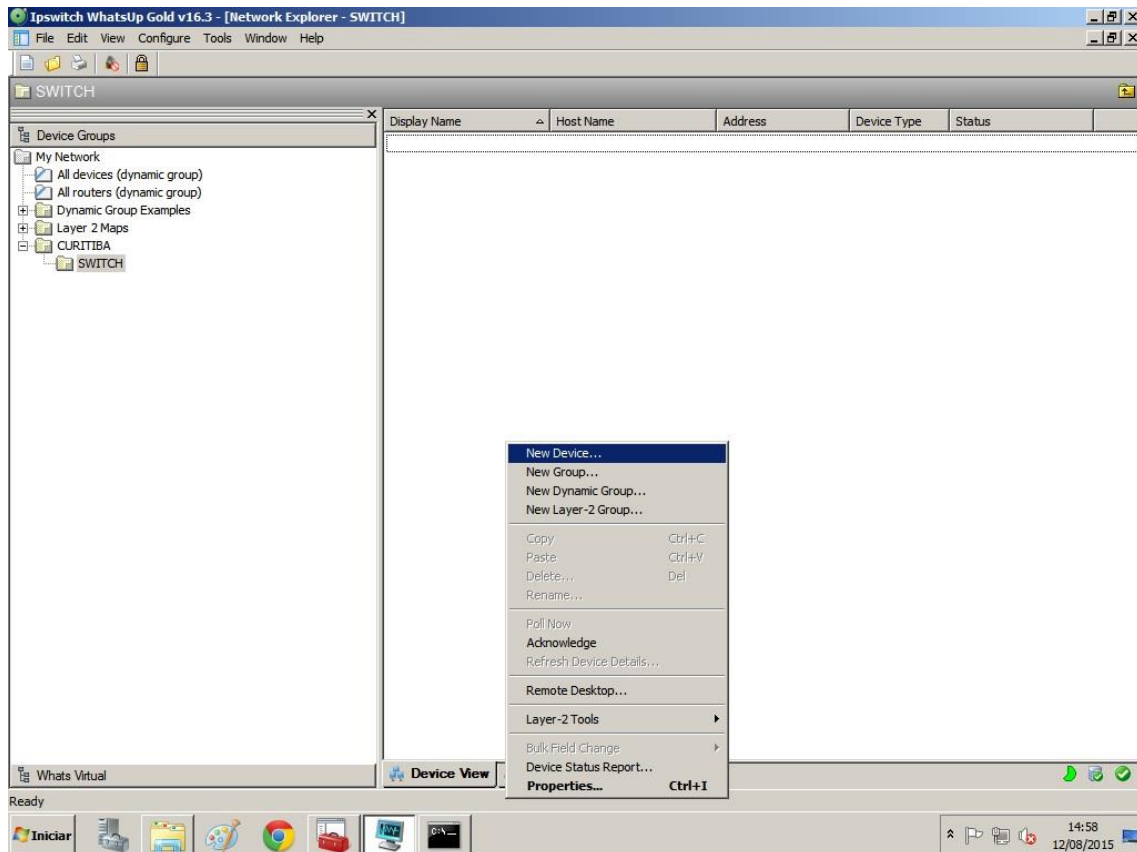 Ipswitch WhatsUp Gold v16.3 - [Network Explorer - SWITCH]
File Edit View Configure Tools Window Help
SWITCH
Device Groups
My Network
All devices (dynamic group)
All routers (dynamic group)
Dynamic Group Examples
Layer 2 Maps
CURITIBA
SWITCH
Whats Virtual
Display Name Host Name Address Device Type Status
New Device...
New Group...
New Dynamic Group...
New Layer-2 Group...
Copy Ctrl+C
Paste Ctrl+V
Delete... Del
Rename...
Poll Now
Acknowledge
Refresh Device Details...
Remote Desktop...
Layer-2 Tools
Bulk Field Change
Device Status Report...
Properties... Ctrl+I
Device View
Ready
Iniciar
C:\_
14:58
12/08/2015